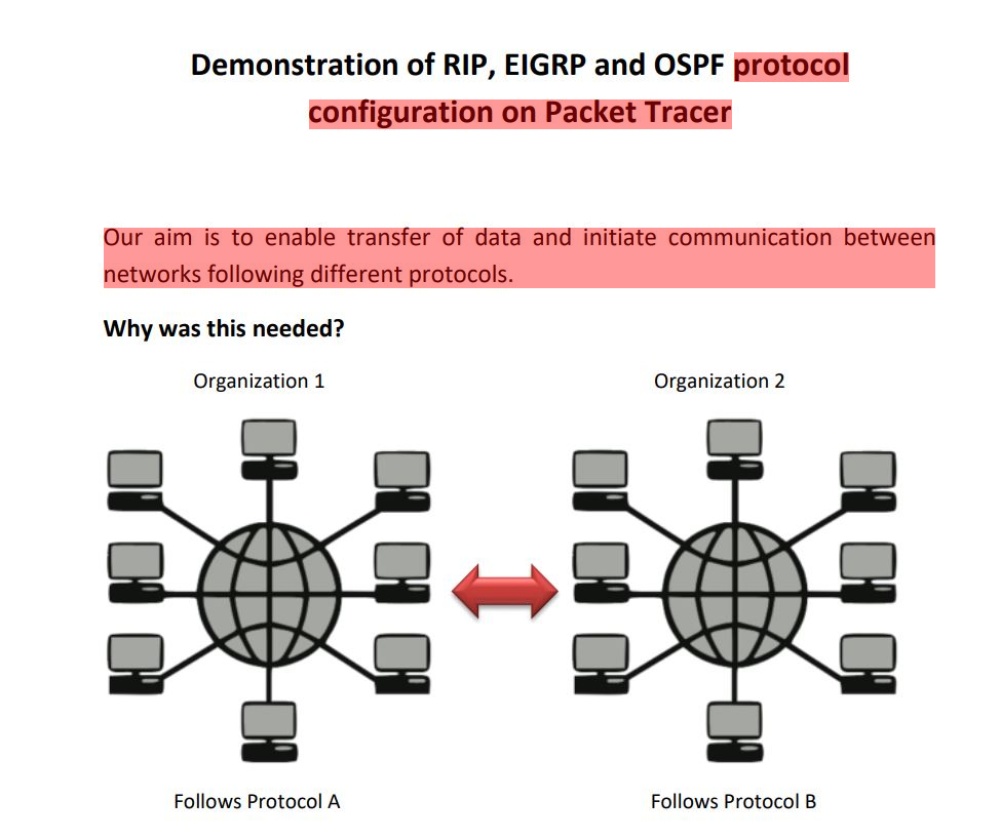 Demonstration of RIP, EIGRP and OSPF protocol
configuration on Packet Tracer
Our aim is to enable transfer of data and initiate communication between
networks following different protocols.
Why was this needed?
Organization 1
Organization 2
Follows Protocol A
Follows Protocol B